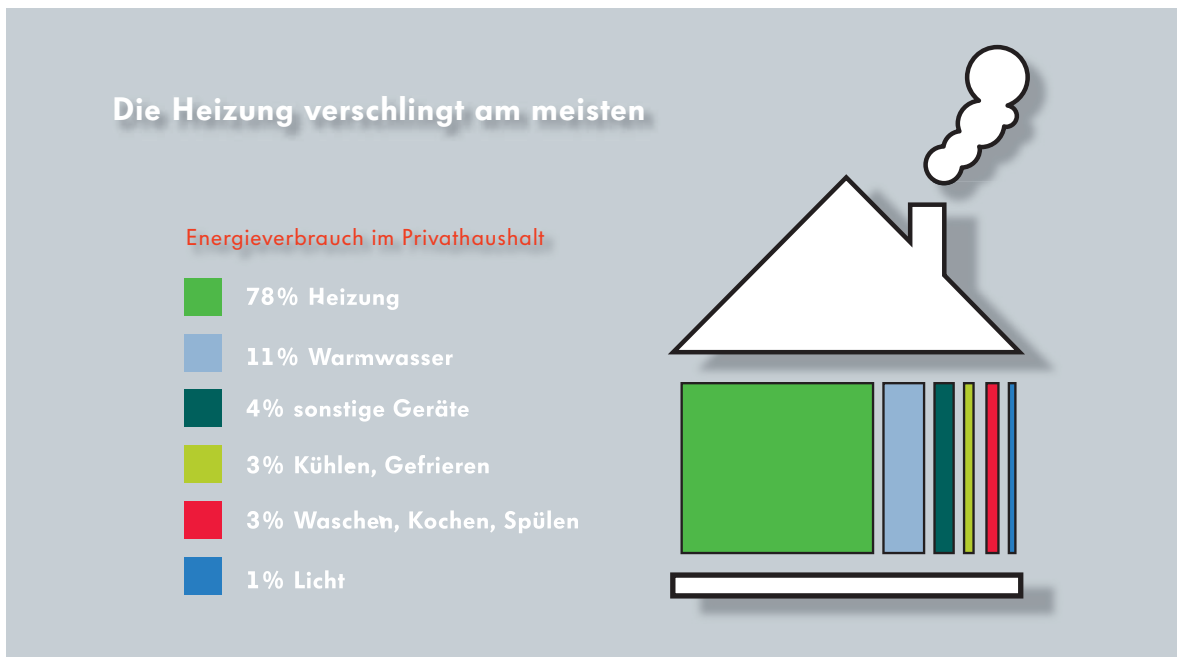 Die Heizung verschlingt am meisten
Energieverbrauch im Privathaushalt
78% Heizung
11% Warmwasser
4% sonstige Geräte
3% Kühlen, Gefrieren
3% Waschen, Kochen, Spülen
1% Licht